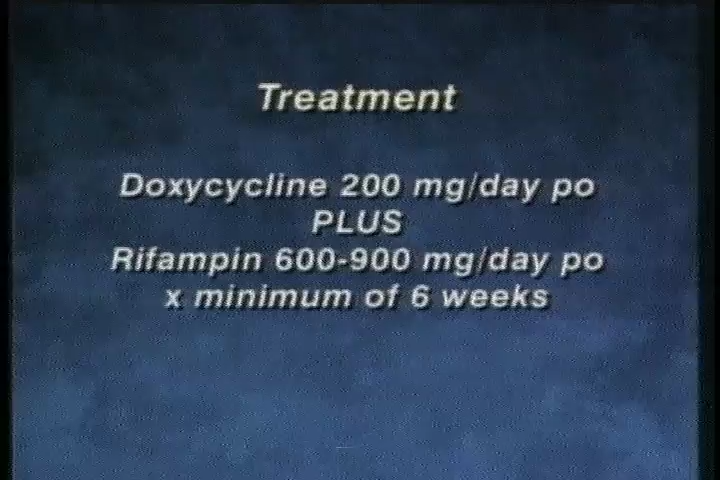 Treatment
Doxycycline 200 mg/day po
PLUS
Rifampin 600-900 mg/day po
x minimum of 6 weeks